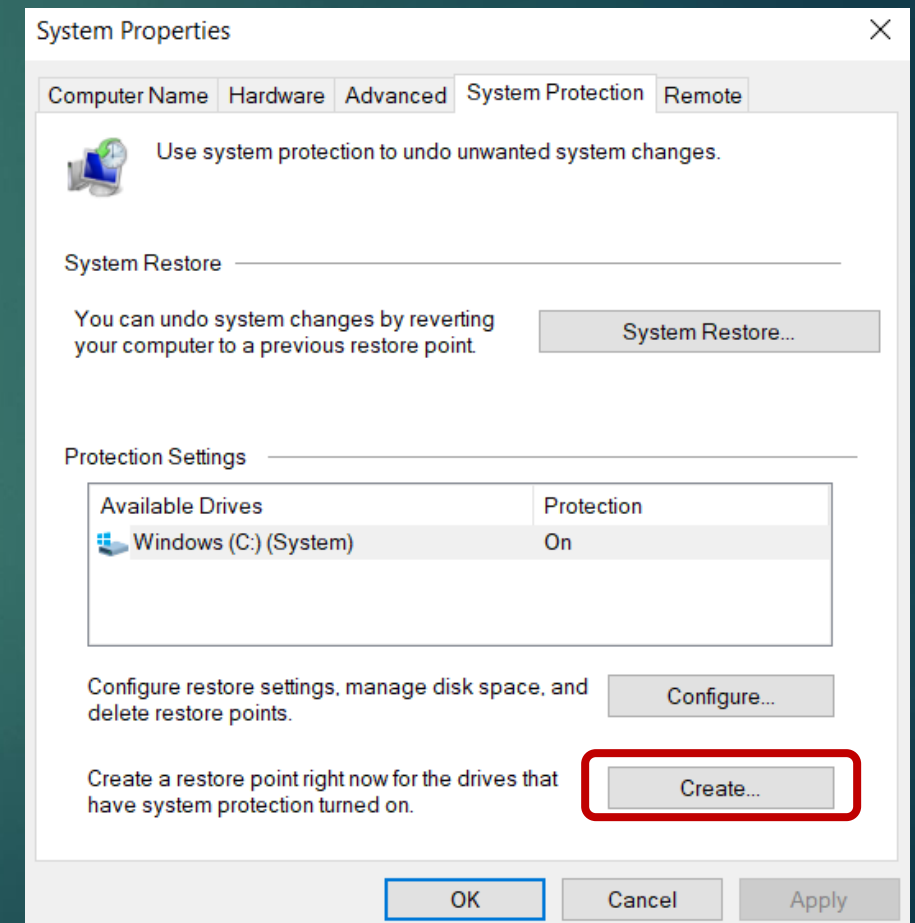 System Properties
Computer Name Hardware Advanced System Protection Remote
Use system protection to undo unwanted system changes.
System Restore
You can undo system changes by reverting
your computer to a previous restore point.
System Restore...
Protection Settings
Available Drives Protection
Windows (C:) (System) On
Configure restore settings, manage disk space, and
delete restore points.
Configure...
Create a restore point right now for the drives that
have system protection turned on.
Create...
OK Cancel Apply